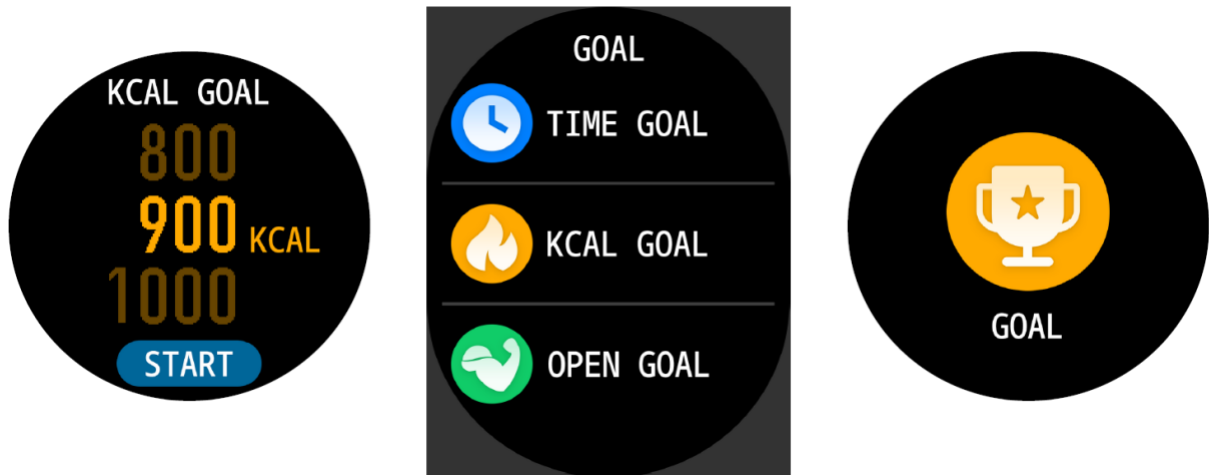 KCAL GOAL
800
900 KCAL
1000
START
GOAL
TIME GOAL
KCAL GOAL
OPEN GOAL
GOAL